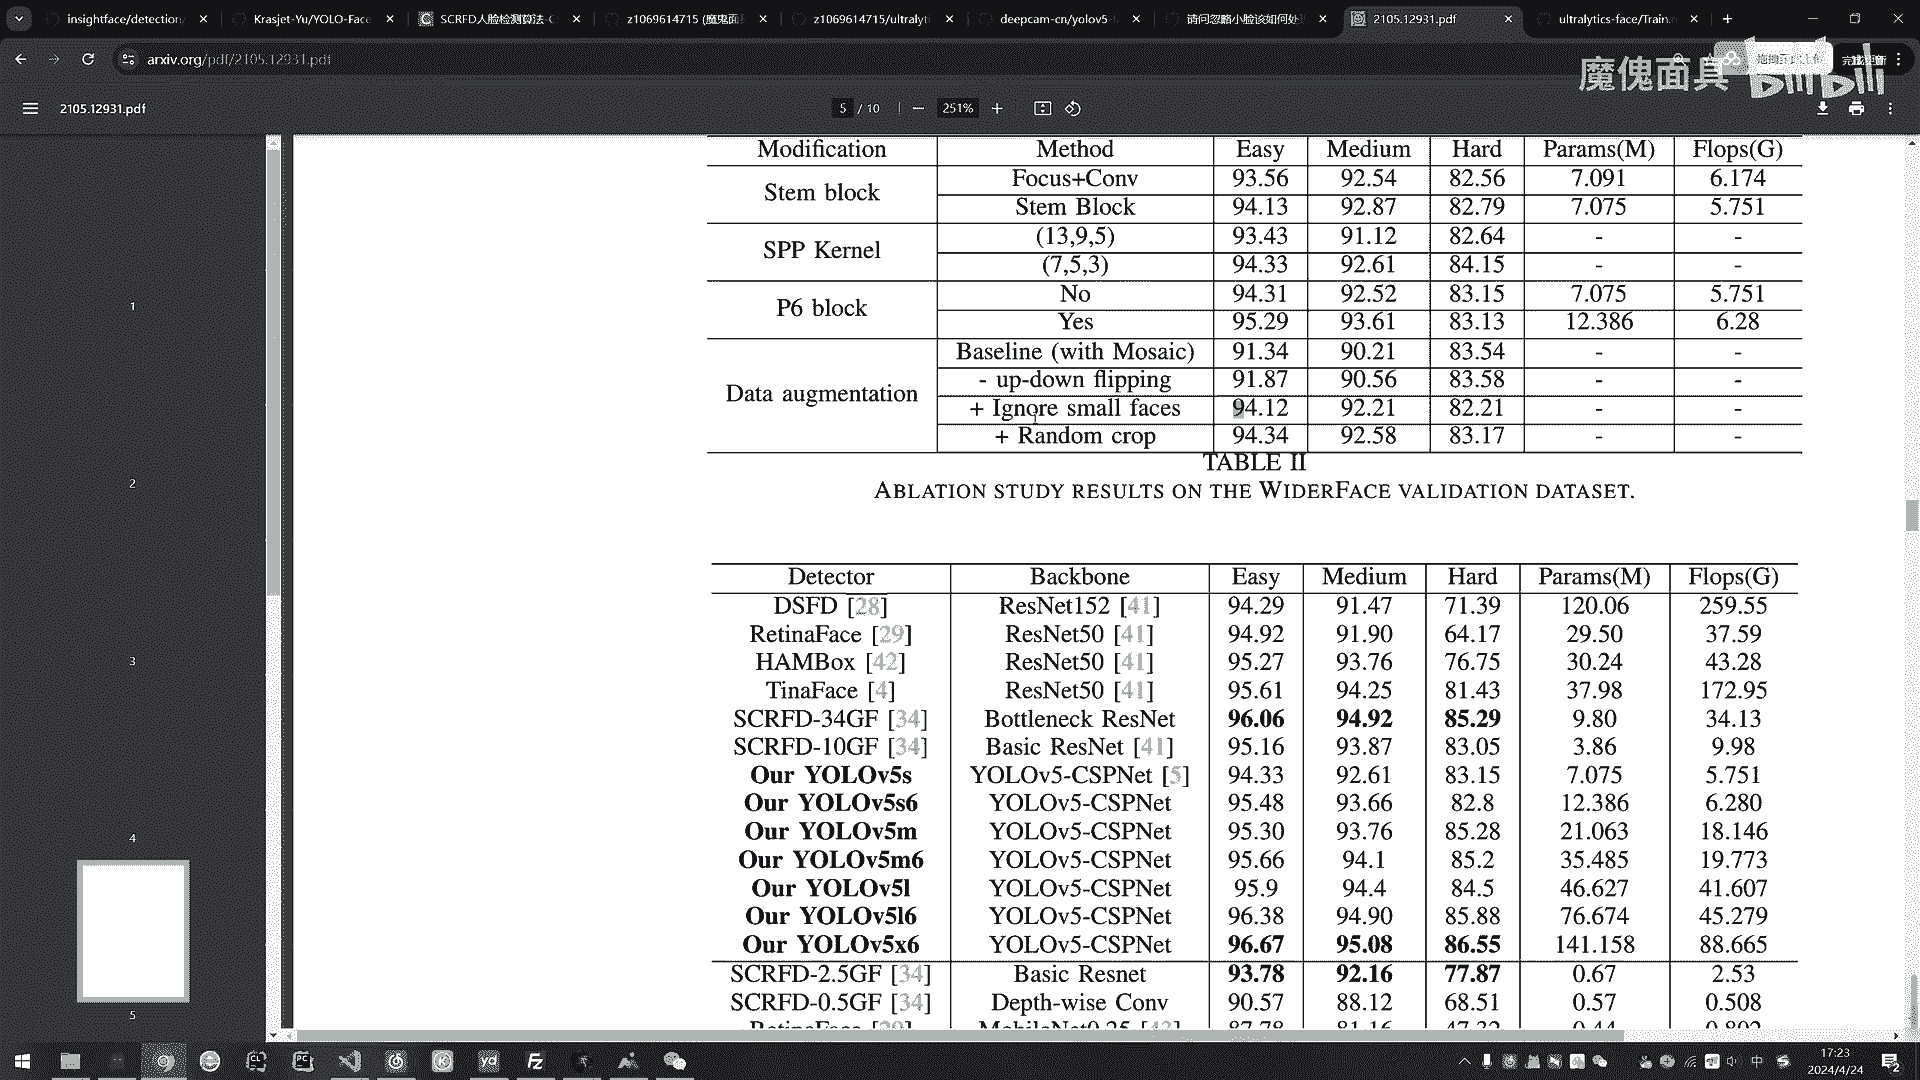 insightface/detection/
Krasjet-Yu/YOLO-Face
SCRFD人脸检测算法-C
z1069614715 (魔鬼面
z1069614715/ultralyti
deepcam-cn/yolov5-f
请问忽略小脸该如何处
2105.12931.pdf
ultralytics-face/Train.
arxiv.org/pdf/2105.12931.pdf
魔傀面具
bilibili
2105.12931.pdf
5 / 10
251%
Modification Method Easy Medium Hard Params(M) Flops(G)
Stem block Focus+Conv 93.56 92.54 82.56 7.091 6.174
Stem Block 94.13 92.87 82.79 7.075 5.751
SPP Kernel (13,9,5) 93.43 91.12 82.64 - -
(7,5,3) 94.33 92.61 84.15 - -
P6 block No 94.31 92.52 83.15 7.075 5.751
Yes 95.29 93.61 83.13 12.386 6.28
Data augmentation Baseline (with Mosaic) 91.34 90.21 83.54 - -
- up-down flipping 91.87 90.56 83.58 - -
+ Ignore small faces 94.12 92.21 82.21 - -
+ Random crop 94.34 92.58 83.17 - -
TABLE II
ABLATION STUDY RESULTS ON THE WIDERFACE VALIDATION DATASET.
Detector Backbone Easy Medium Hard Params(M) Flops(G)
DSFD [28] ResNet152 [41] 94.29 91.47 71.39 120.06 259.55
RetinaFace [29] ResNet50 [41] 94.92 91.90 64.17 29.50 37.59
HAMBox [42] ResNet50 [41] 95.27 93.76 76.75 30.24 43.28
TinaFace [4] ResNet50 [41] 95.61 94.25 81.43 37.98 172.95
SCRFD-34GF [34] Bottleneck ResNet 96.06 94.92 85.29 9.80 34.13
SCRFD-10GF [34] Basic ResNet [41] 95.16 93.87 83.05 3.86 9.98
Our YOLOv5s YOLOv5-CSPNet [5] 94.33 92.61 83.15 7.075 5.751
Our YOLOv5s6 YOLOv5-CSPNet 95.48 93.66 82.8 12.386 6.280
Our YOLOv5m YOLOv5-CSPNet 95.30 93.76 85.28 21.063 18.146
Our YOLOv5m6 YOLOv5-CSPNet 95.66 94.1 85.2 35.485 19.773
Our YOLOv5l YOLOv5-CSPNet 95.9 94.4 84.5 46.627 41.607
Our YOLOv5l6 YOLOv5-CSPNet 96.38 94.90 85.88 76.674 45.279
Our YOLOv5x6 YOLOv5-CSPNet 96.67 95.08 86.55 141.158 88.665
SCRFD-2.5GF [34] Basic Resnet 93.78 92.16 77.87 0.67 2.53
SCRFD-0.5GF [34] Depth-wise Conv 90.57 88.12 68.51 0.57 0.508
RetinaFace [29] MobileNet0.25 [43] 87.78 81.16 47.32 0.44 0.802
1
2
3
4
5
中
17:23
2024/4/24